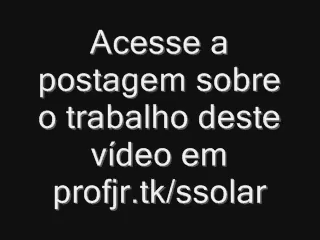 Acesse a
postagem sobre
o trabalho deste
vídeo em
profjr.tk/ssolar